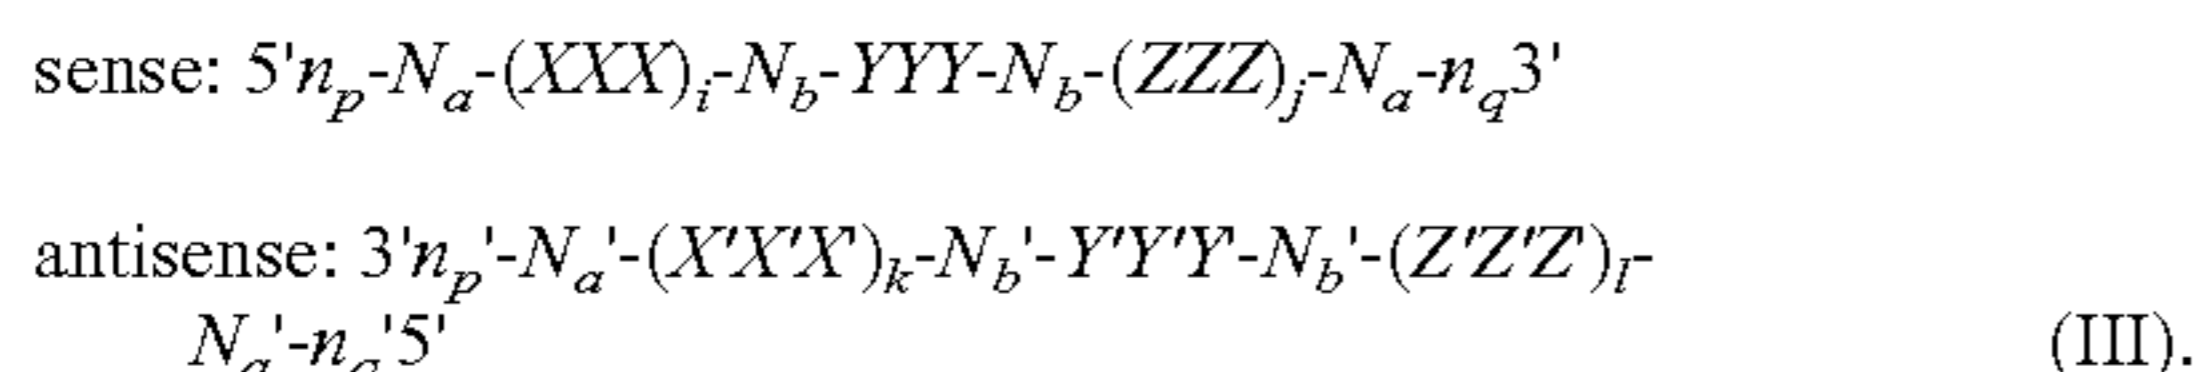 sense: 5'n_p-N_a-(XXX)_i-N_b-YYY-N_b-(ZZZ)_j-N_a-n_q3'
antisense: 3'n_p'-N_a'-(X'X'X')_k-N_b'-Y'Y'Y'-N_b'-(Z'Z'Z')_l-
N_a'-n_q'5' (III).